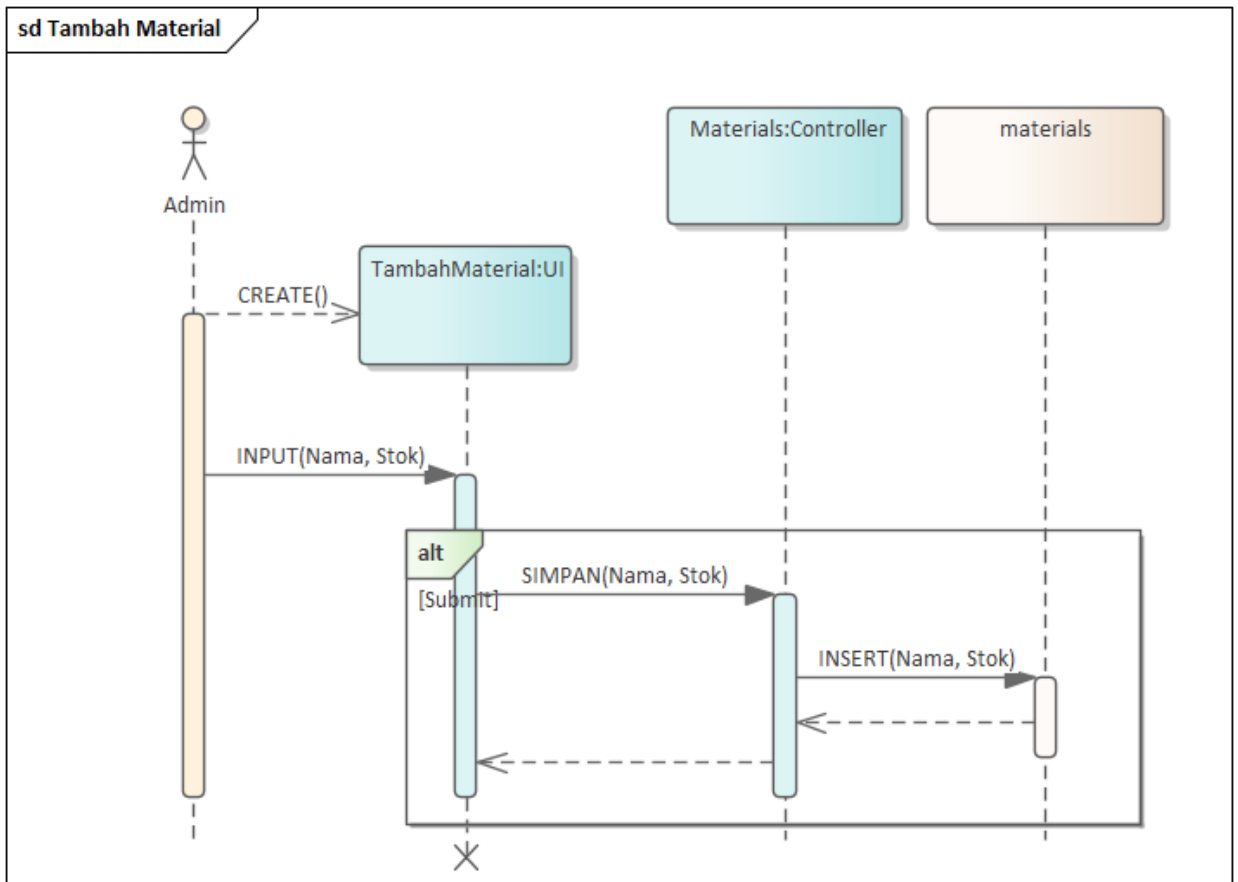 sd Tambah Material
Admin
Materials:Controller
materials
TambahMaterial:UI
CREATE()
INPUT(Nama, Stok)
alt
[Submit]
SIMPAN(Nama, Stok)
INSERT(Nama, Stok)